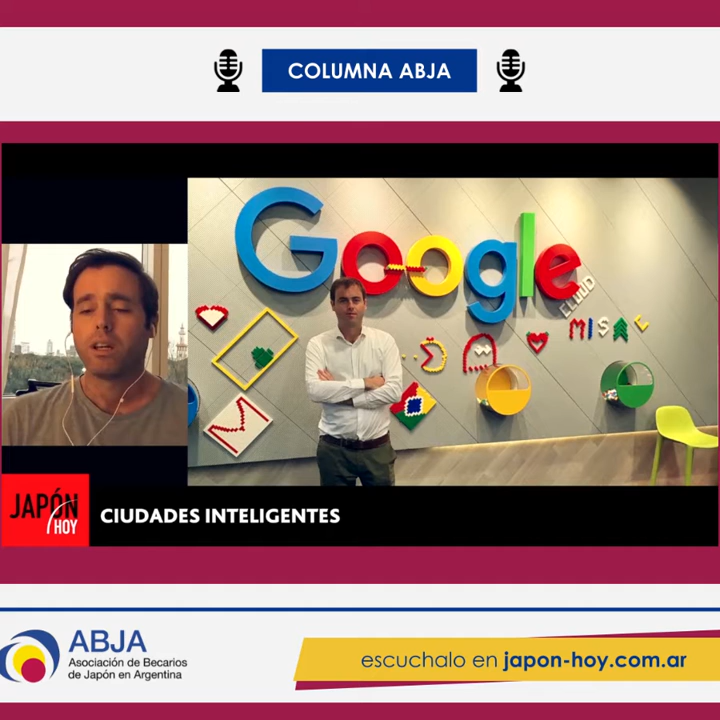 COLUMNA ABJA
Google
CLOUD
JAPÓN
HOY
CIUDADES INTELIGENTES
ABJA
Asociación de Becarios
de Japón en Argentina
escuchalo en japon-hoy.com.ar